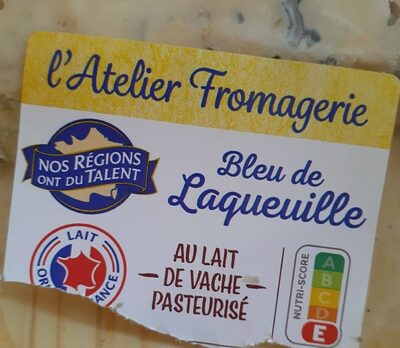 l'Atelier Fromagerie
NOS RÉGIONS
ONT DU TALENT
Bleu de
Laqueuille
LAIT
AU LAIT
DE VACHE
PASTEURISÉ
NUTRI-SCORE
A
B
C
D
E